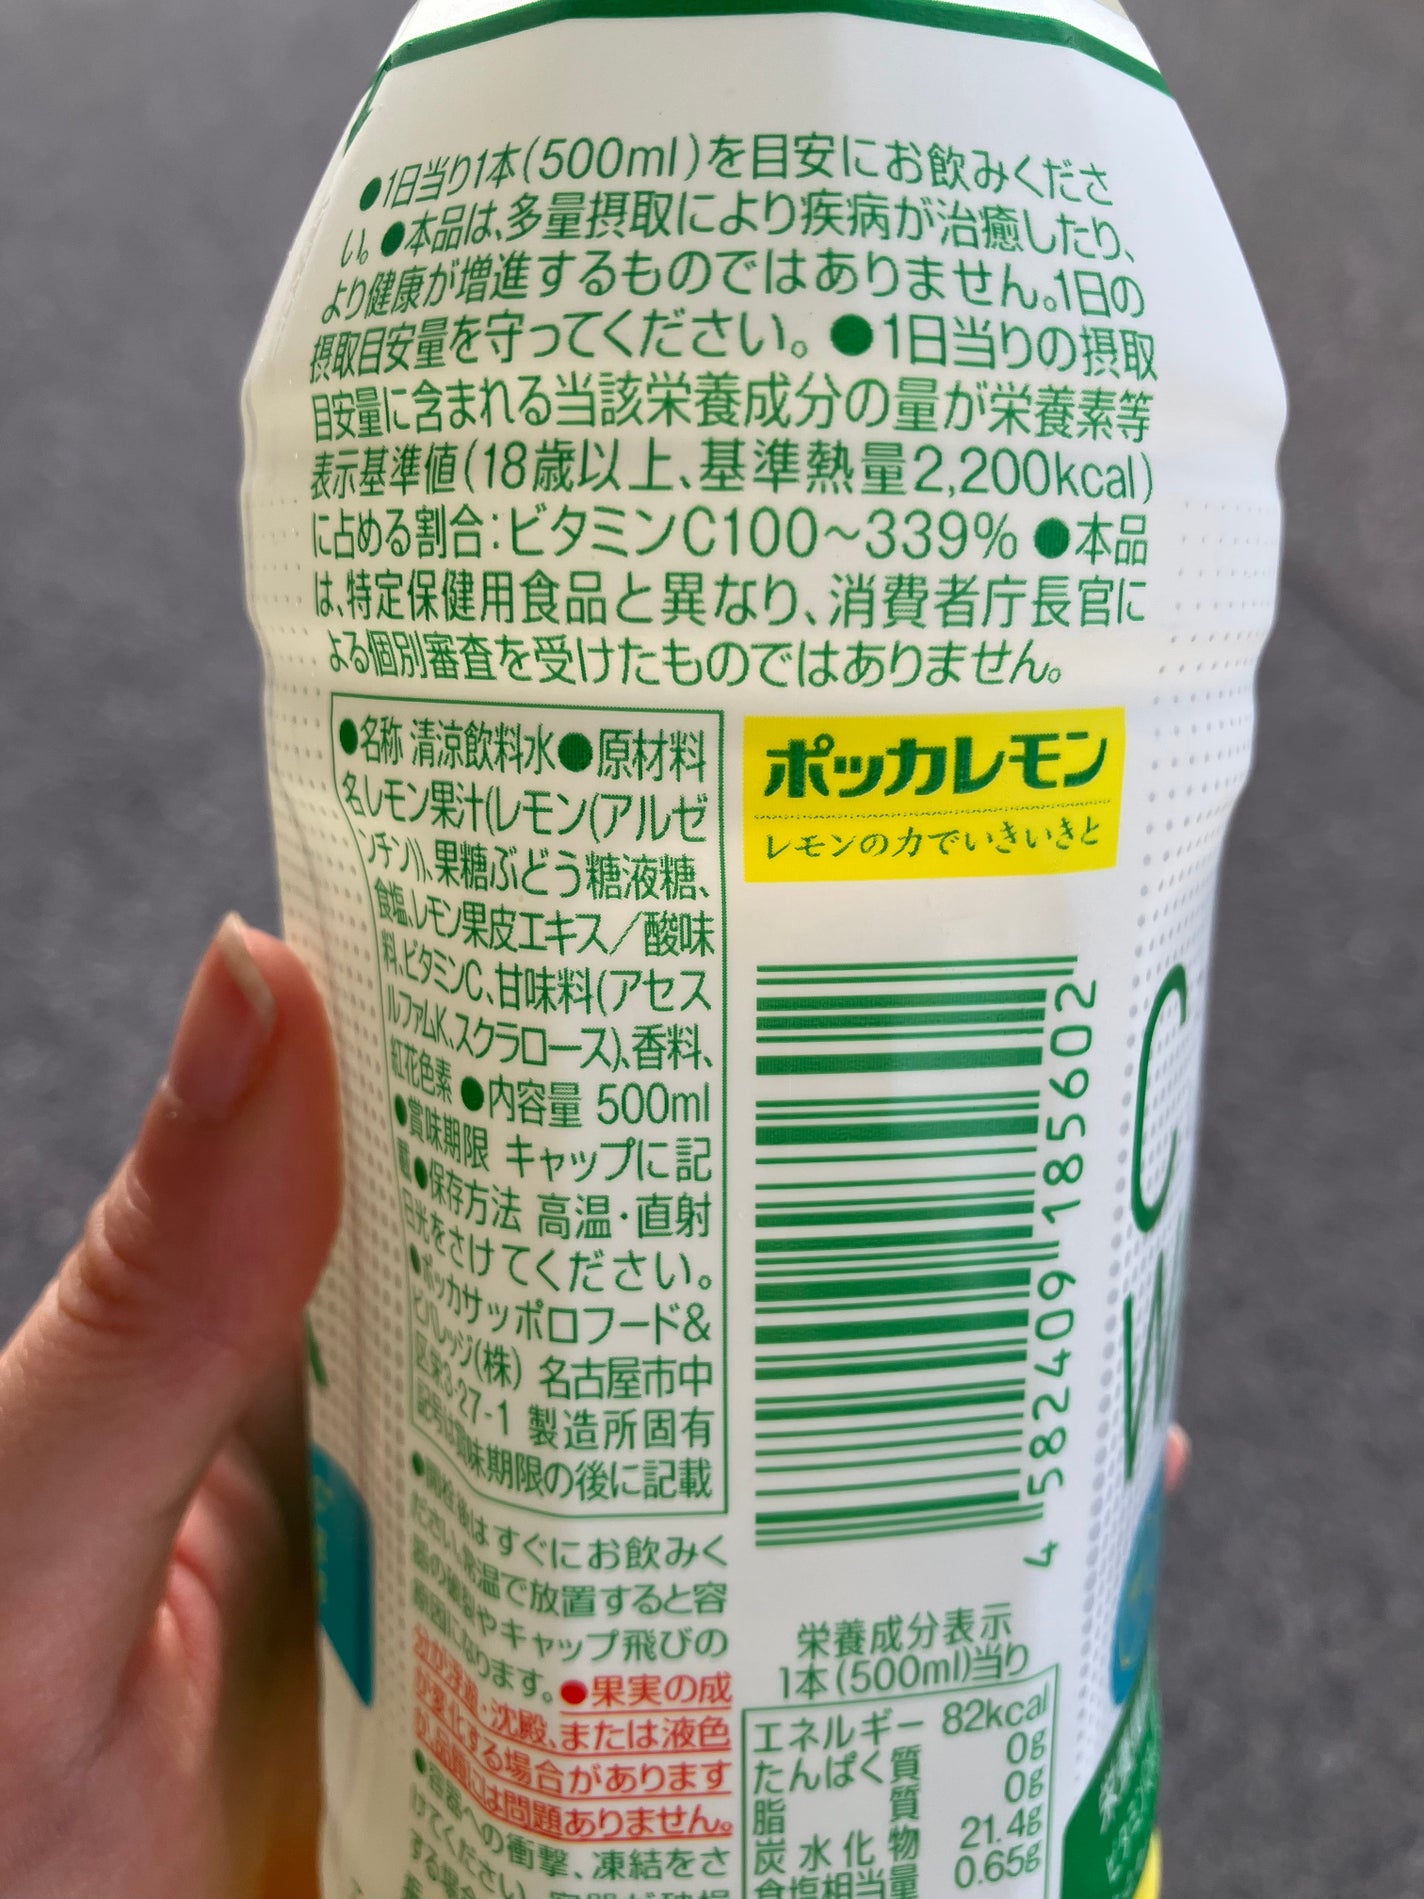 ●1日当り1本(500ml)を目安にお飲みくださ
い。●本品は、多量摂取により疾病が治癒したり、
より健康が増進するものではありません。1日の
摂取目安量を守ってください。●1日当りの摂取
目安量に含まれる当該栄養成分の量が栄養素等
表示基準値(18歳以上、基準熱量2,200kcal)
に占める割合:ビタミンC100～339% ●本品
は、特定保健用食品と異なり、消費者庁長官に
よる個別審査を受けたものではありません。
●名称 清涼飲料水●原材料
名レモン果汁(レモン(アルゼ
ンチン))、果糖ぶどう糖液糖、
食塩、レモン果皮エキス／酸味
料、ビタミンC、甘味料(アセス
ルファムK、スクラロース)、香料、
紅花色素 ●内容量 500ml
●賞味期限 キャップに記
載●保存方法 高温・直射
日光をさけてください。
●ポッカサッポロフード&
ビバレッジ(株) 名古屋市中
区栄3-27-1 製造所固有
記号は賞味期限の後に記載
●開栓後はすぐにお飲みく
ださい。常温で放置すると容
器の破裂やキャップ飛びの
原因になります。●果実の成
分が浮遊・沈殿、または液色
が変化する場合があります
が、品質には問題ありません。
●容器への衝撃、凍結をさ
けてください。
する場合
ポッカレモン
レモンの力でいきいきと
4 582409 185602
栄養成分表示
1本(500ml)当り
エネルギー 82kcal
たんぱく質 0g
脂質 0g
炭水化物 21.4g
食塩相当量 0.65g
C